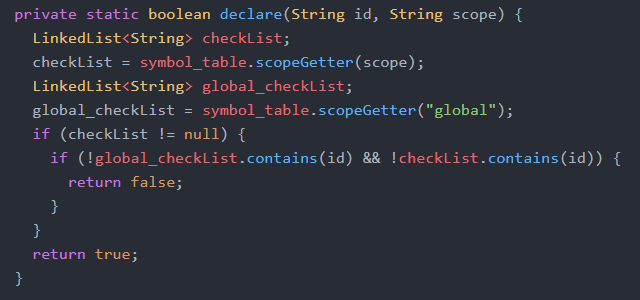 private static boolean declare(String id, String scope) {
  LinkedList<String> checkList;
  checkList = symbol_table.scopeGetter(scope);
  LinkedList<String> global_checkList;
  global_checkList = symbol_table.scopeGetter("global");
  if (checkList != null) {
    if (!global_checkList.contains(id) && !checkList.contains(id)) {
      return false;
    }
  }
  return true;
}